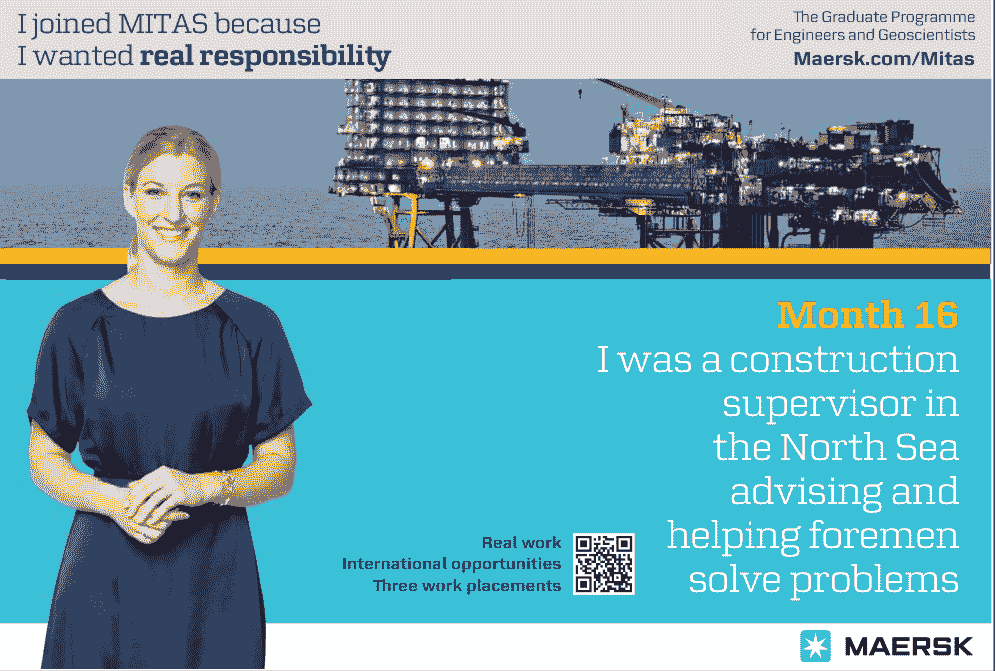 I joined MITAS because
I wanted real responsibility
The Graduate Programme
for Engineers and Geoscientists
Maersk.com/Mitas
Month 16
I was a construction
supervisor in
the North Sea
advising and
helping foremen
solve problems
Real work
International opportunities
Three work placements
MAERSK